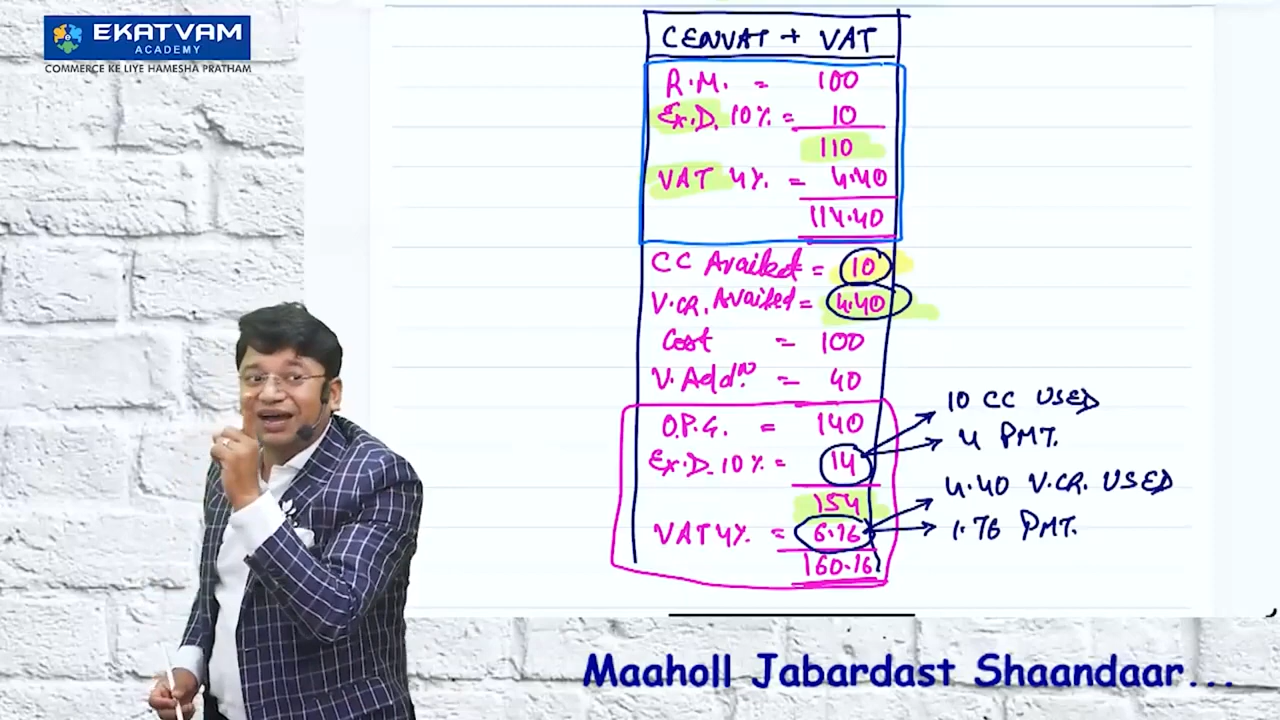 EKATVAM
ACADEMY
COMMERCE KE LIYE HAMESHA PRATHAM
CENVAT + VAT
R.M. = 100
Ex.D. 10% = 10
110
VAT 4% = 4.40
114.40
CC Availed = 10
V.CR. Availed = 4.40
Cost = 100
V. Addn. = 40
O.P.G. = 140
Ex.D. 10% = 14
154
VAT 4% = 6.16
160.16
10 CC USED
4 PMT.
4.40 V.CR. USED
1.76 PMT.
Maaholl Jabardast Shaandaar...